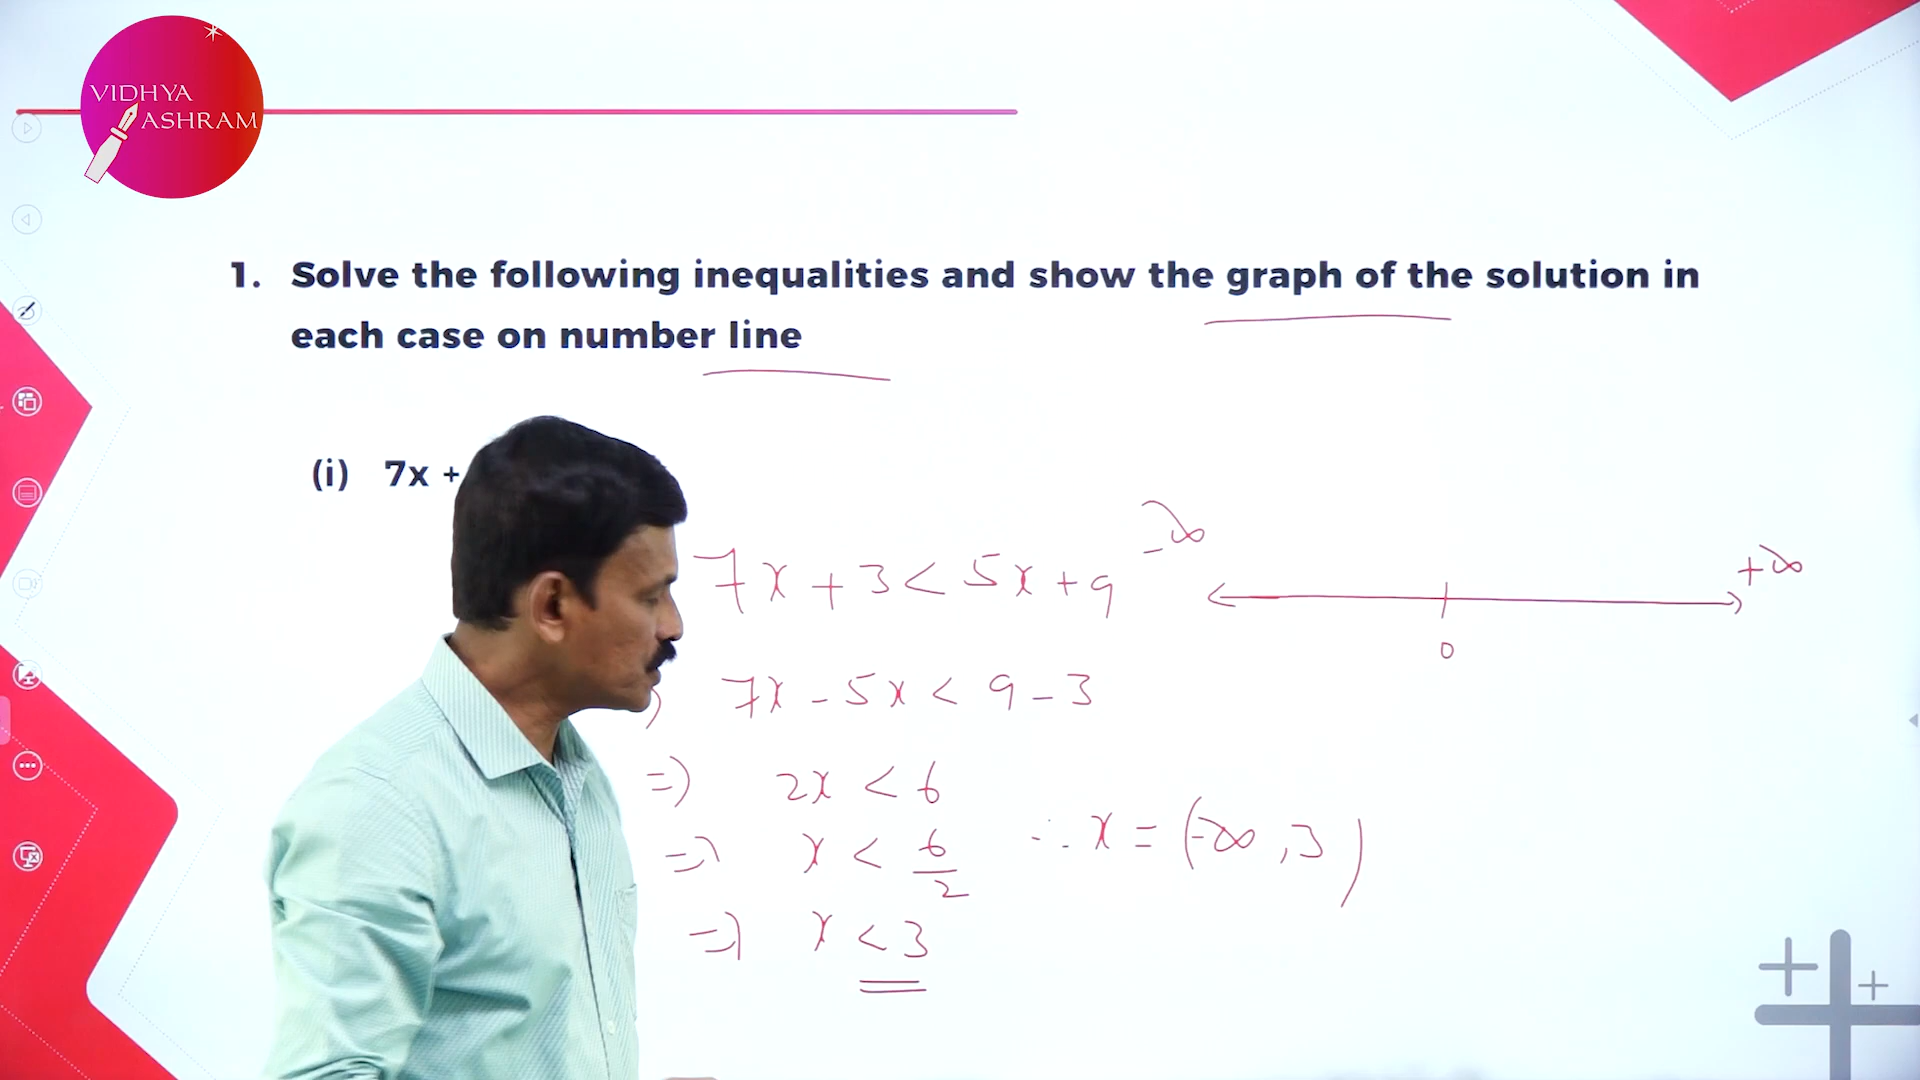 VIDHYA
ASHRAM
1. Solve the following inequalities and show the graph of the solution in
each case on number line
(i) 7x +
7x + 3 < 5x + 9
-∞
+∞
0
7x - 5x < 9 - 3
=) 2x < 6
=) x < 6/2
∴ x = (-∞, 3)
=) x < 3